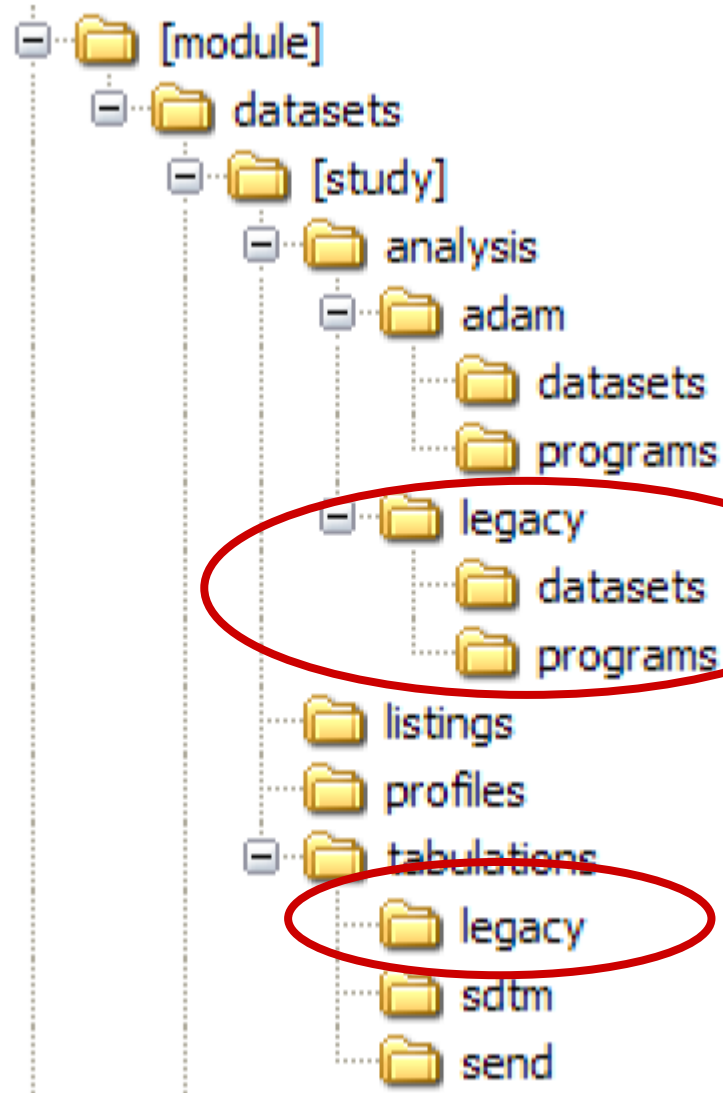 [module]
datasets
[study]
analysis
adam
datasets
programs
legacy
datasets
programs
listings
profiles
tabulations
legacy
sdtm
send